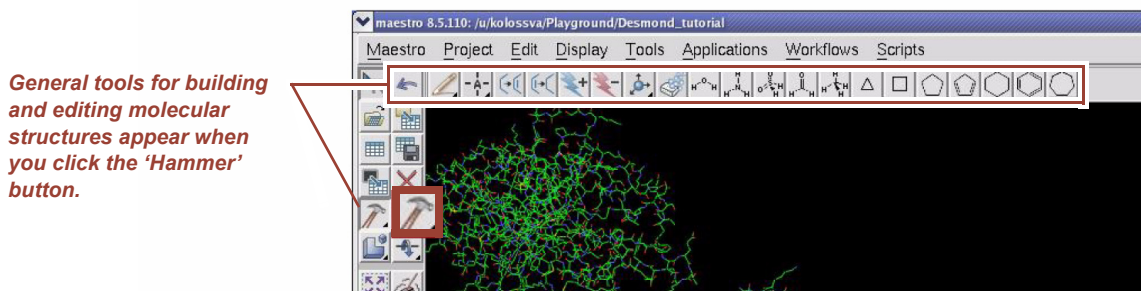 maestro 8.5.110: /u/kolossva/Playground/Desmond_tutorial
Maestro Project Edit Display Tools Applications Workflows Scripts
General tools for building
and editing molecular
structures appear when
you click the ‘Hammer’
button.